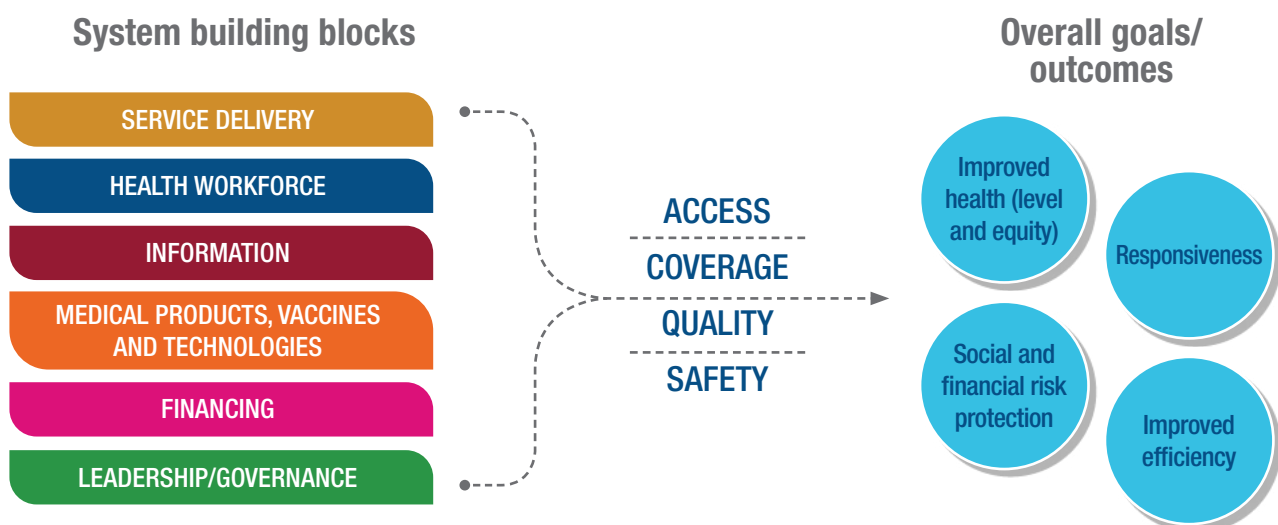 System building blocks
SERVICE DELIVERY
HEALTH WORKFORCE
INFORMATION
MEDICAL PRODUCTS, VACCINES
AND TECHNOLOGIES
FINANCING
LEADERSHIP/GOVERNANCE
ACCESS
COVERAGE
QUALITY
SAFETY
Overall goals/
outcomes
Improved
health (level
and equity)
Responsiveness
Social and
financial risk
protection
Improved
efficiency